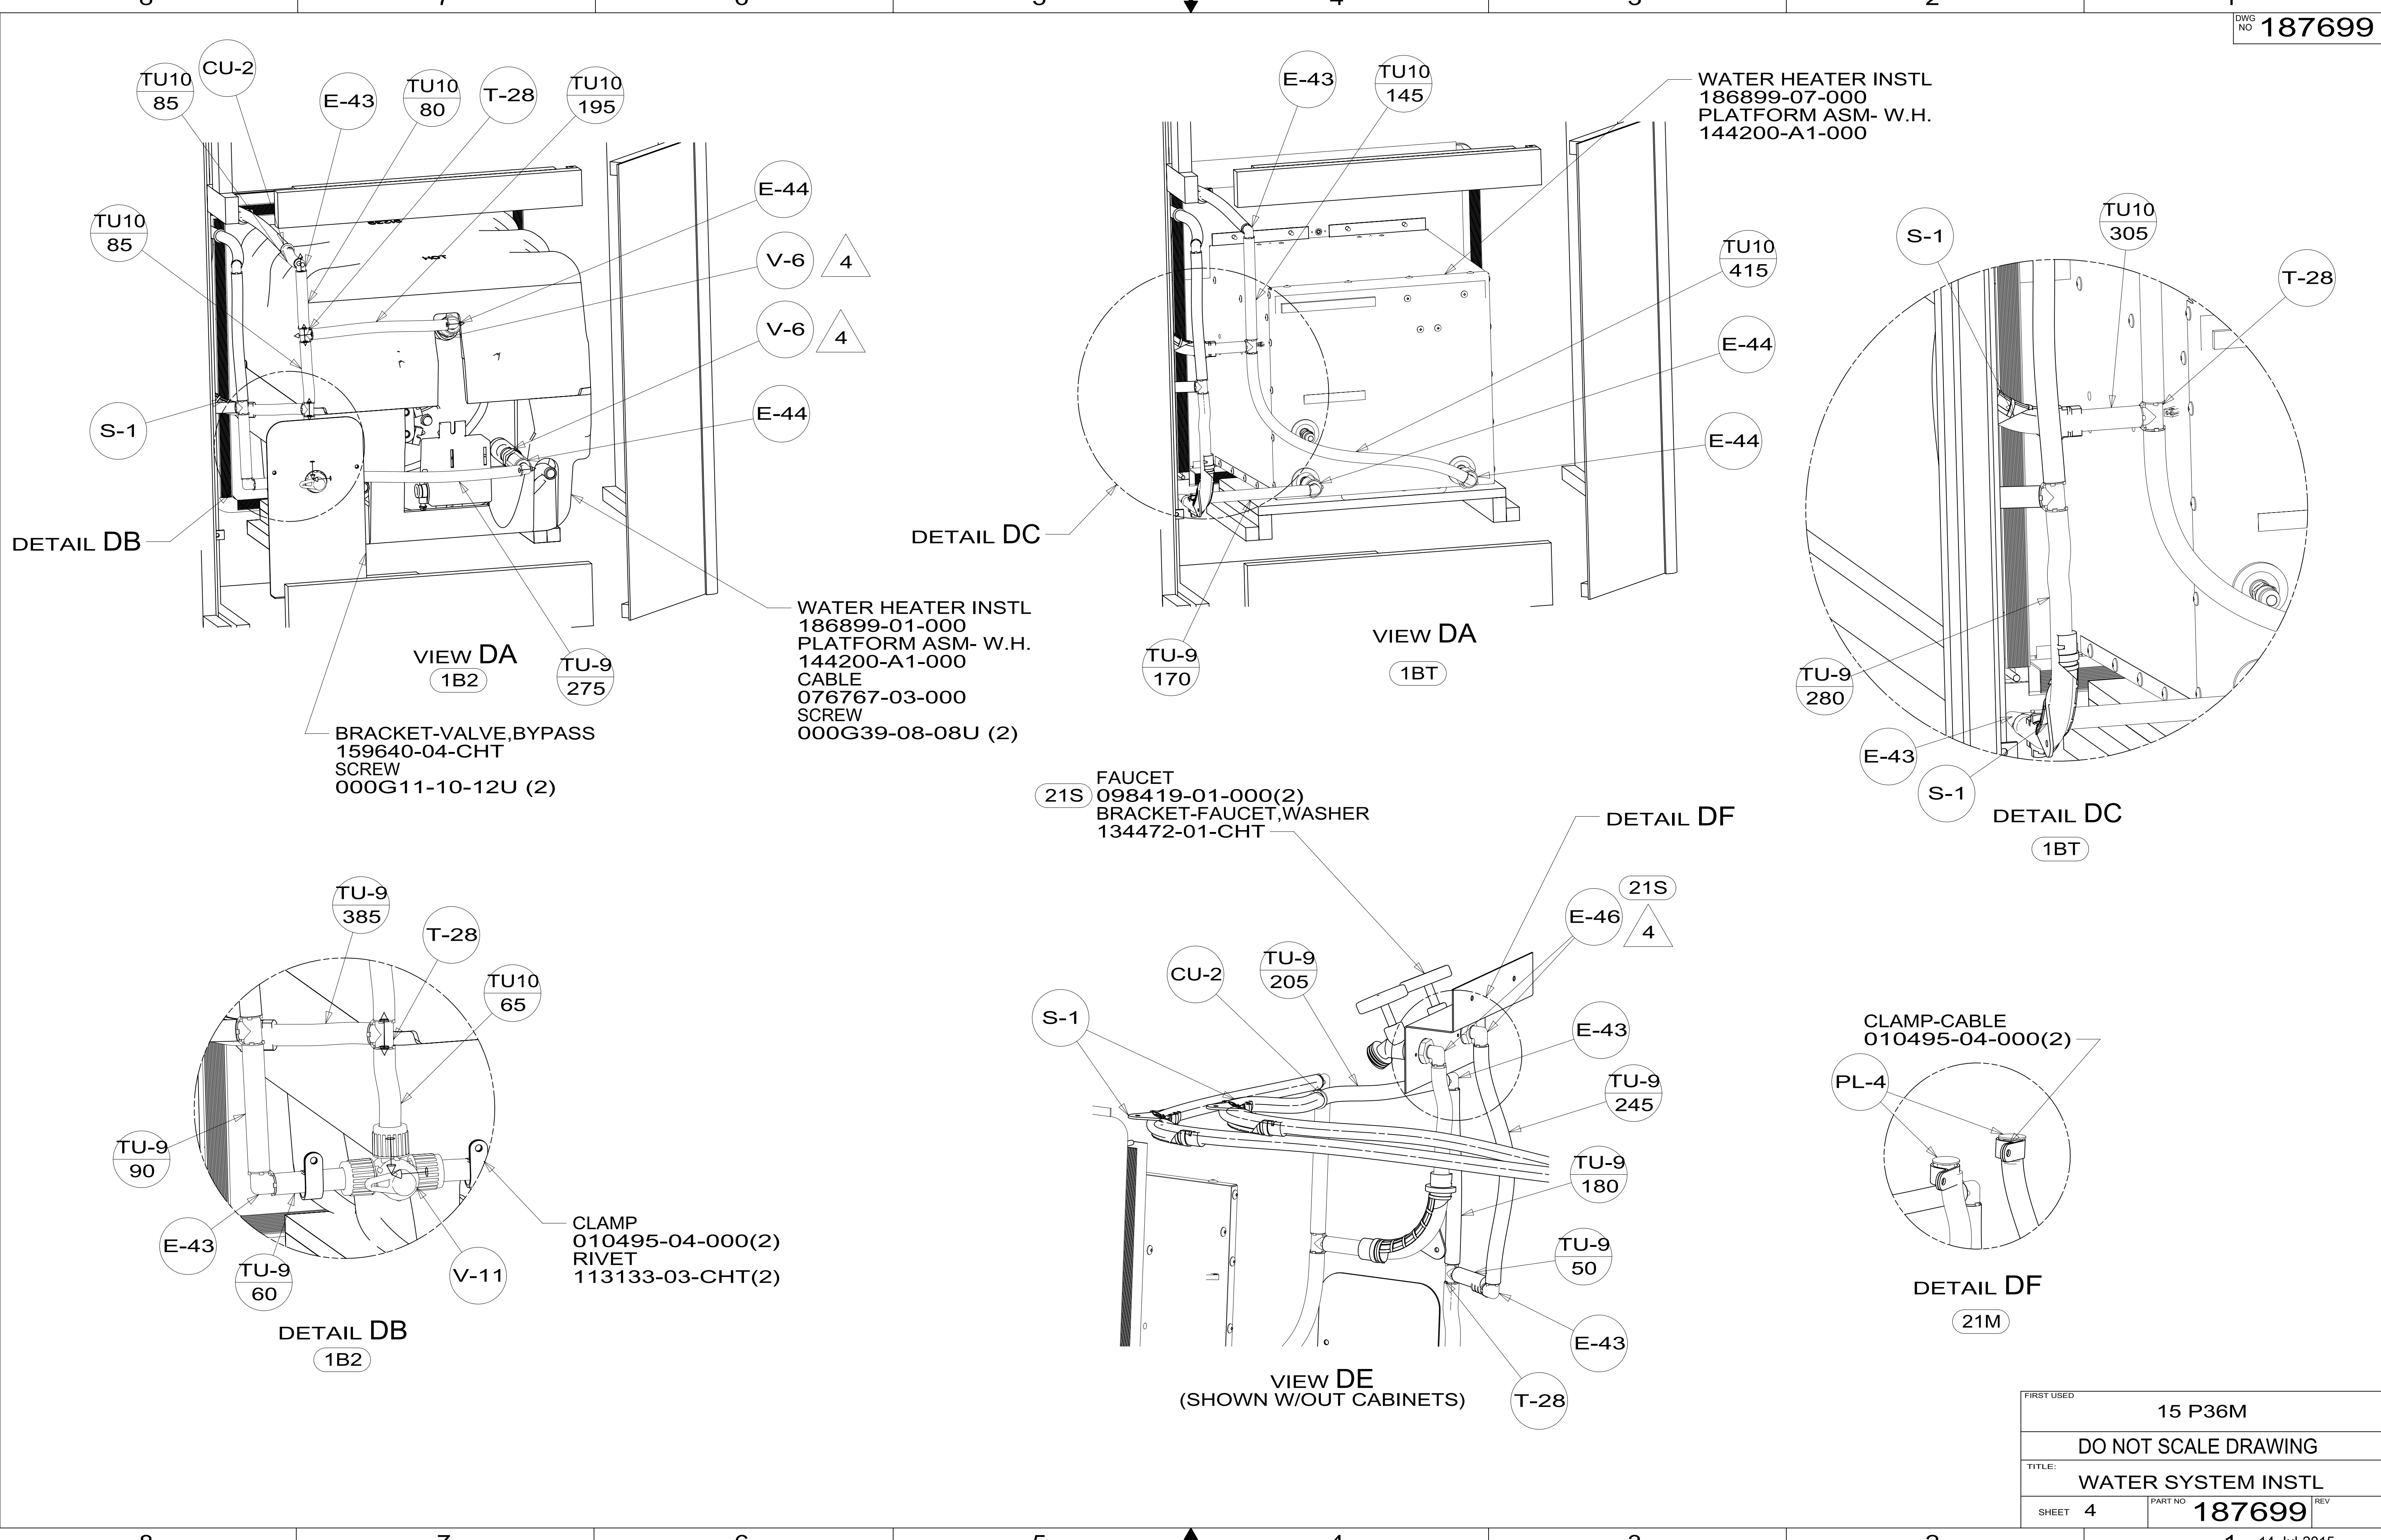 DWG
NO 187699
TU10
85
CU-2
E-43
TU10
80
T-28
TU10
195
E-44
V-6
4
V-6
4
E-44
TU10
85
S-1
DETAIL DB
HOT
VIEW DA
1B2
TU-9
275
BRACKET-VALVE,BYPASS
159640-04-CHT
SCREW
000G11-10-12U (2)
WATER HEATER INSTL
186899-01-000
PLATFORM ASM- W.H.
144200-A1-000
CABLE
076767-03-000
SCREW
000G39-08-08U (2)
E-43
TU10
145
WATER HEATER INSTL
186899-07-000
PLATFORM ASM- W.H.
144200-A1-000
TU10
415
E-44
E-44
DETAIL DC
TU-9
170
VIEW DA
1BT
S-1
TU10
305
T-28
TU-9
280
E-43
S-1
DETAIL DC
1BT
TU-9
385
T-28
TU10
65
TU-9
90
E-43
TU-9
60
V-11
CLAMP
010495-04-000(2)
RIVET
113133-03-CHT(2)
DETAIL DB
1B2
21S
FAUCET
098419-01-000(2)
BRACKET-FAUCET,WASHER
134472-01-CHT
DETAIL DF
21S
E-46
4
CU-2
TU-9
205
S-1
E-43
TU-9
245
TU-9
180
TU-9
50
E-43
T-28
VIEW DE
(SHOWN W/OUT CABINETS)
CLAMP-CABLE
010495-04-000(2)
PL-4
DETAIL DF
21M
FIRST USED
15 P36M
DO NOT SCALE DRAWING
TITLE:
WATER SYSTEM INSTL
SHEET 4
PART NO 187699
REV